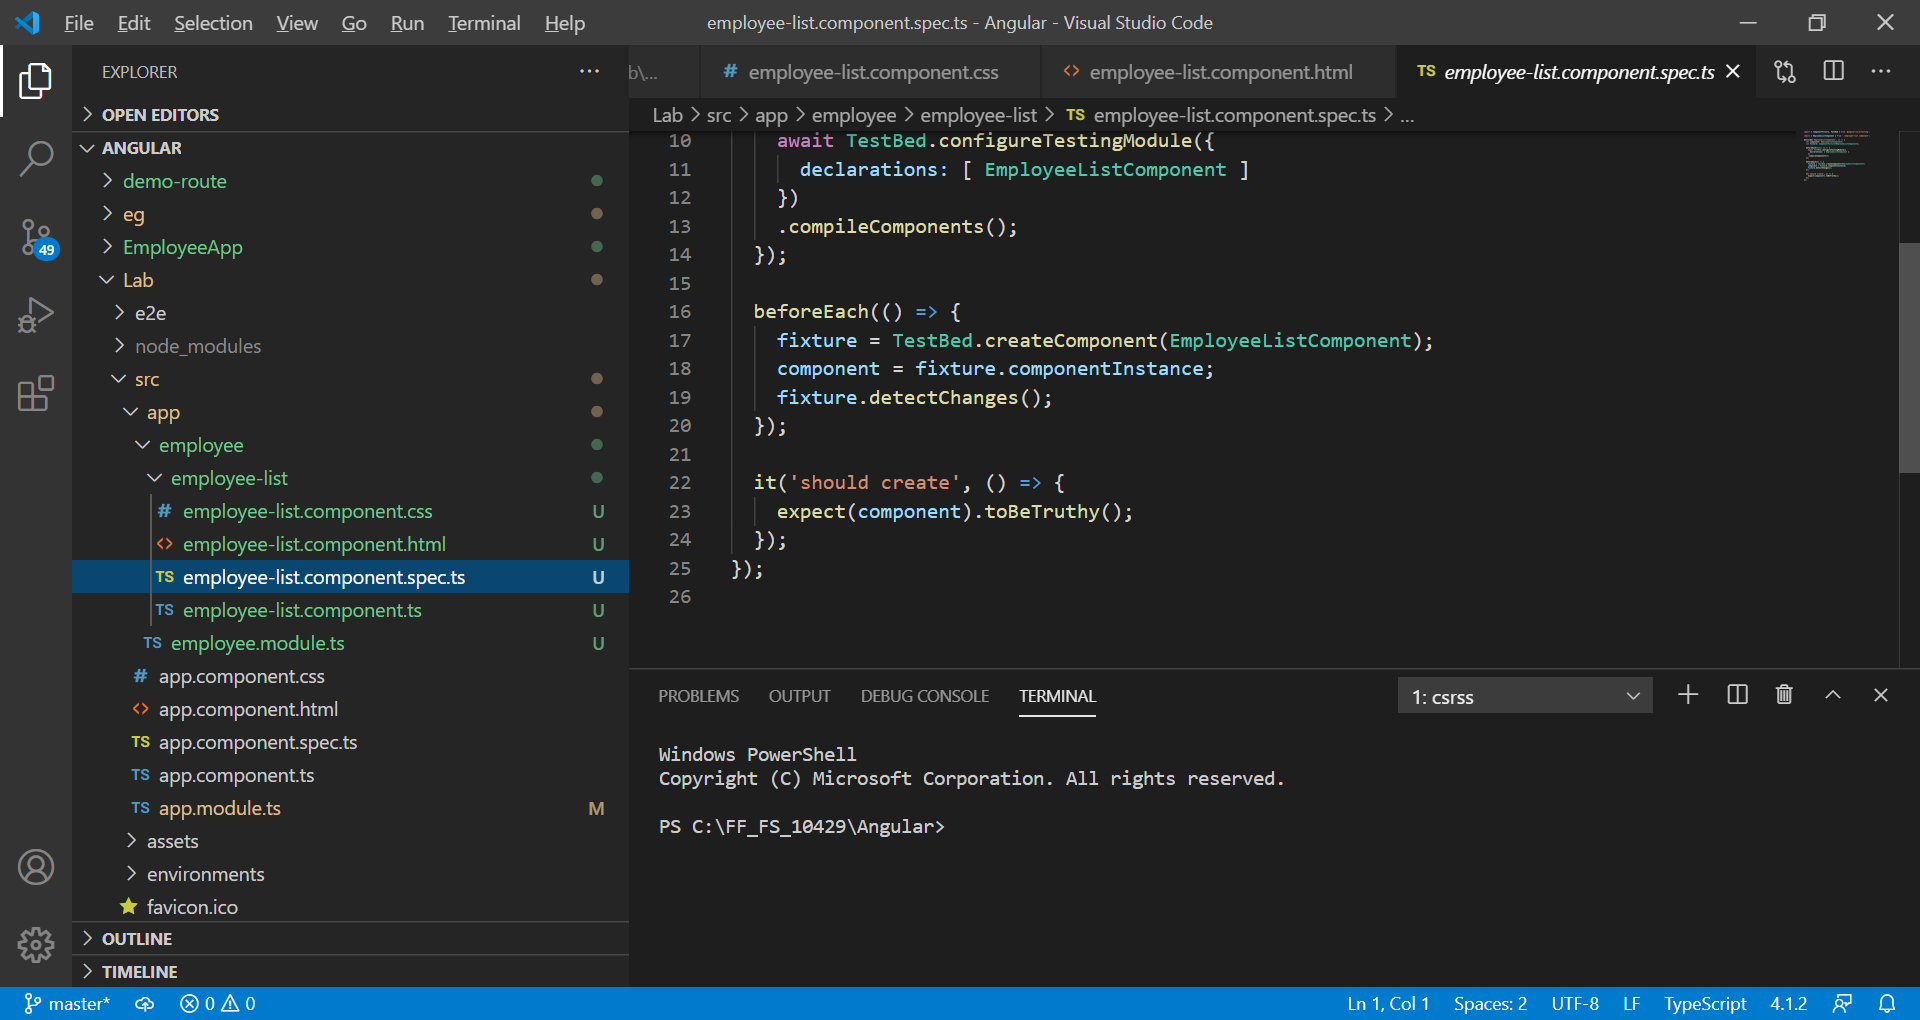 File Edit Selection View Go Run Terminal Help employee-list.component.spec.ts - Angular - Visual Studio Code
EXPLORER
OPEN EDITORS
ANGULAR
demo-route
eg
EmployeeApp
Lab
e2e
node_modules
src
app
employee
employee-list
# employee-list.component.css U
<> employee-list.component.html U
TS employee-list.component.spec.ts U
TS employee-list.component.ts U
TS employee.module.ts U
# app.component.css
<> app.component.html
TS app.component.spec.ts
TS app.component.ts
TS app.module.ts M
assets
environments
favicon.ico
OUTLINE
TIMELINE
49
b\... # employee-list.component.css <> employee-list.component.html TS employee-list.component.spec.ts
Lab > src > app > employee > employee-list > TS employee-list.component.spec.ts > ...
10 await TestBed.configureTestingModule({
11 declarations: [ EmployeeListComponent ]
12 })
13 .compileComponents();
14 });
15
16 beforeEach(() => {
17 fixture = TestBed.createComponent(EmployeeListComponent);
18 component = fixture.componentInstance;
19 fixture.detectChanges();
20 });
21
22 it('should create', () => {
23 expect(component).toBeTruthy();
24 });
25 });
26
PROBLEMS OUTPUT DEBUG CONSOLE TERMINAL 1: csrss
Windows PowerShell
Copyright (C) Microsoft Corporation. All rights reserved.
PS C:\FF_FS_10429\Angular>
master* 0 0 Ln 1, Col 1 Spaces: 2 UTF-8 LF TypeScript 4.1.2